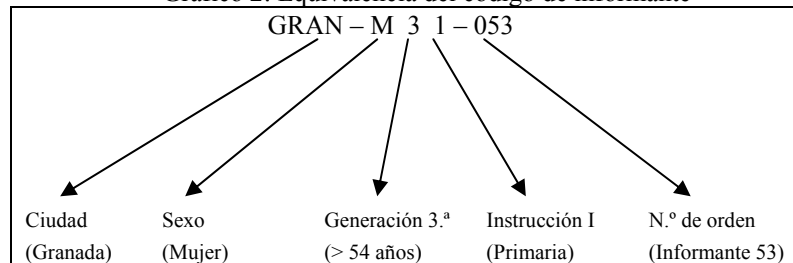 Gráfico 2: Equivalencia del código de informante
GRAN – M 3 1 – 053
Ciudad Sexo Generación 3.ª Instrucción I N.º de orden
(Granada) (Mujer) (> 54 años) (Primaria) (Informante 53)